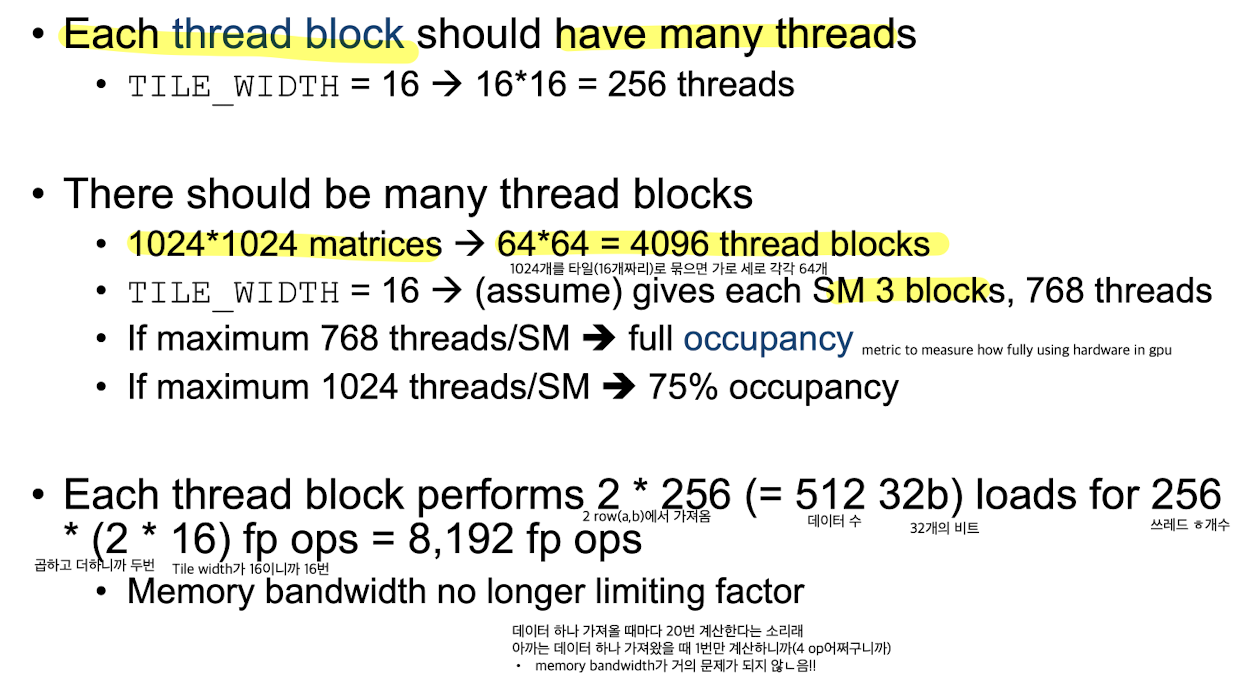 • Each thread block should have many threads
• TILE_WIDTH = 16 → 16*16 = 256 threads
• There should be many thread blocks
• 1024*1024 matrices → 64*64 = 4096 thread blocks
1024개를 타일(16개짜리)로 묶으면 가로 세로 각각 64개
• TILE_WIDTH = 16 → (assume) gives each SM 3 blocks, 768 threads
• If maximum 768 threads/SM ➔ full occupancy
metric to measure how fully using hardware in gpu
• If maximum 1024 threads/SM ➔ 75% occupancy
• Each thread block performs 2 * 256 (= 512 32b) loads for 256
2 row(a,b)에서 가져옴
데이터 수
32개의 비트
쓰레드 ㅎ개수
* (2 * 16) fp ops = 8,192 fp ops
곱하고 더하니까 두번
Tile width가 16이니까 16번
• Memory bandwidth no longer limiting factor
데이터 하나 가져올 때마다 20번 계산한다는 소리래
아까는 데이터 하나 가져왔을 때 1번만 계산하니까(4 op어쩌구니까)
• memory bandwidth가 거의 문제가 되지 않ㄴ음!!